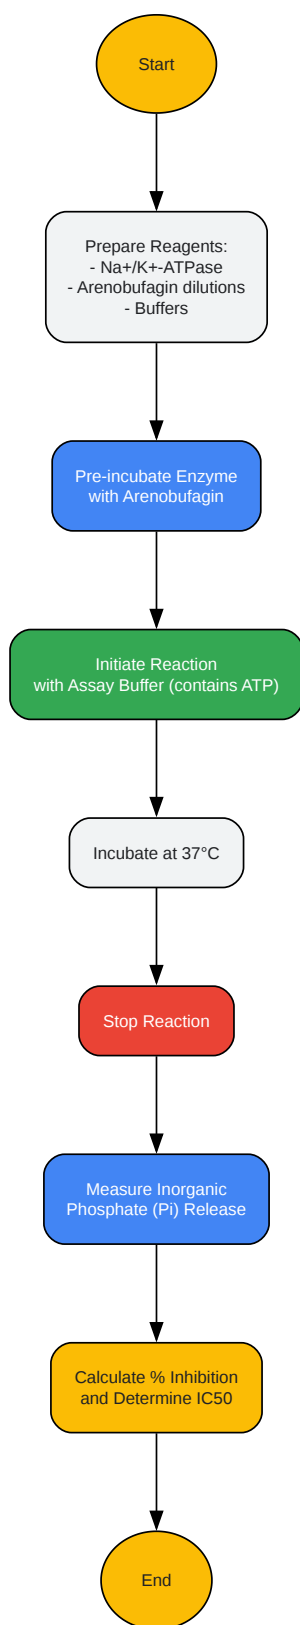 Start
Prepare Reagents:
- Na+/K+-ATPase
- Arenobufagin dilutions
- Buffers
Pre-incubate Enzyme
with Arenobufagin
Initiate Reaction
with Assay Buffer (contains ATP)
Incubate at 37°C
Stop Reaction
Measure Inorganic
Phosphate (Pi) Release
Calculate % Inhibition
and Determine IC50
End